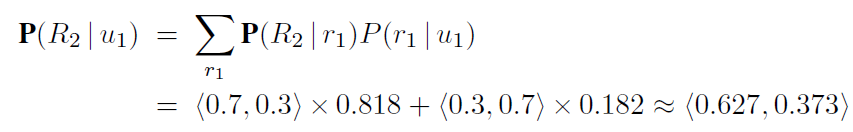 P(R₂ | u₁) = ∑ P(R₂ | r₁)P(r₁ | u₁)
r₁
= ⟨0.7, 0.3⟩ × 0.818 + ⟨0.3, 0.7⟩ × 0.182 ≈ ⟨0.627, 0.373⟩